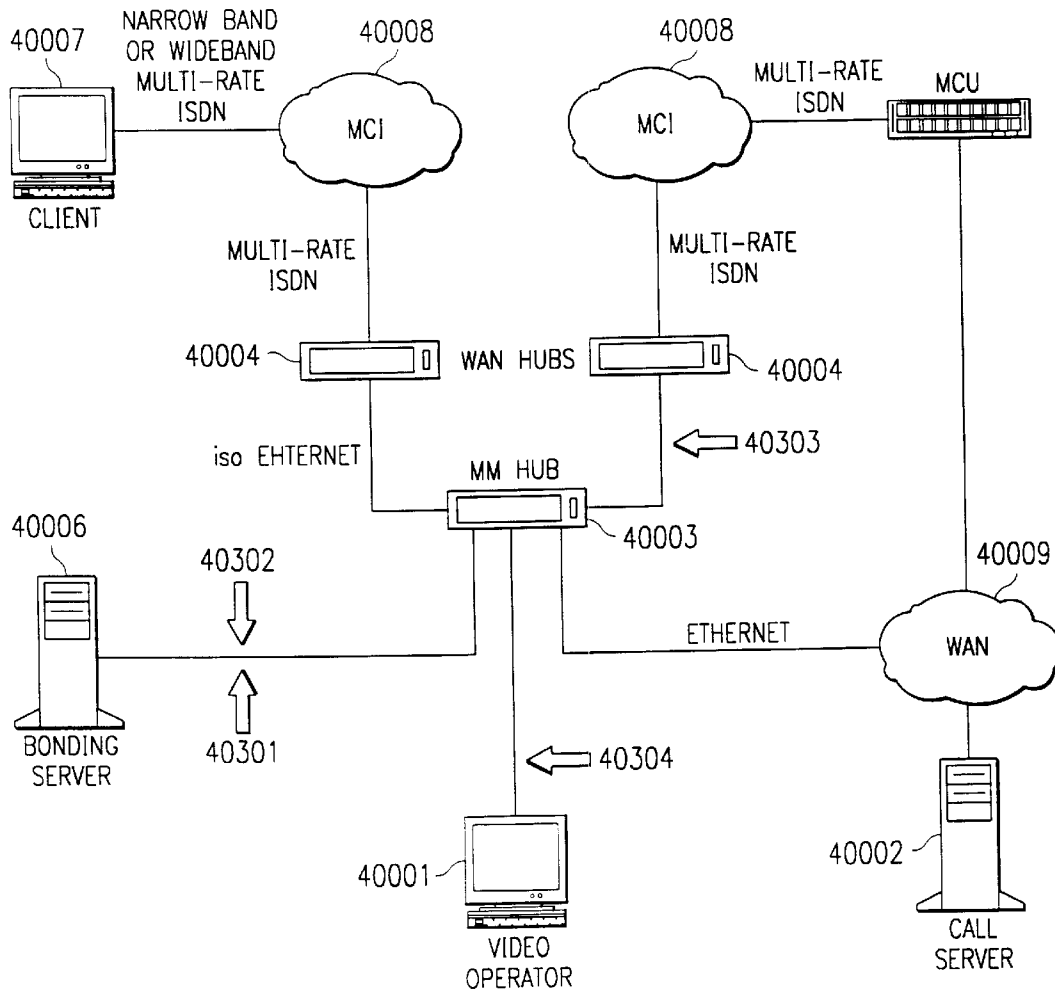 40007
NARROW BAND
OR WIDEBAND
MULTI-RATE
ISDN
40008
40008
MULTI-RATE
ISDN
MCU
MCI
MCI
CLIENT
MULTI-RATE
ISDN
MULTI-RATE
ISDN
40004
WAN HUBS
40004
iso EHTERNET
40303
MM HUB
40003
40006
40302
40009
ETHERNET
WAN
BONDING
SERVER
40301
40304
40001
40002
VIDEO
OPERATOR
CALL
SERVER